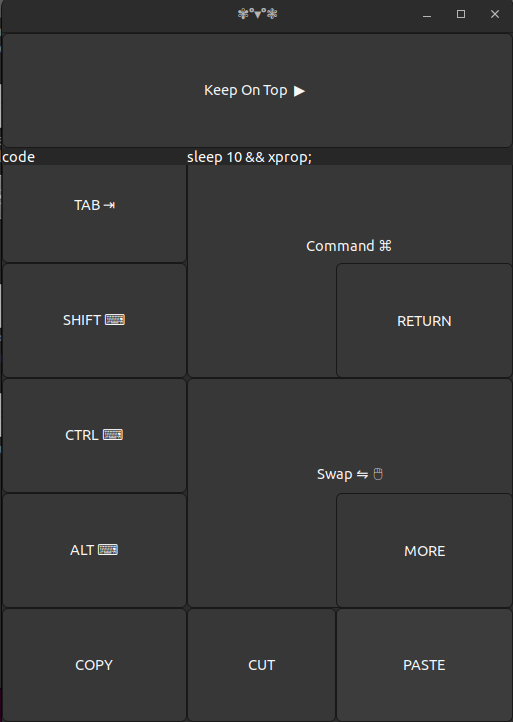 ✾°▾°❃
Keep On Top ▶
code
sleep 10 && xprop;
TAB ⇥
Command ⌘
SHIFT ⌨
RETURN
CTRL ⌨
Swap ⇋ 🖱
ALT ⌨
MORE
COPY
CUT
PASTE